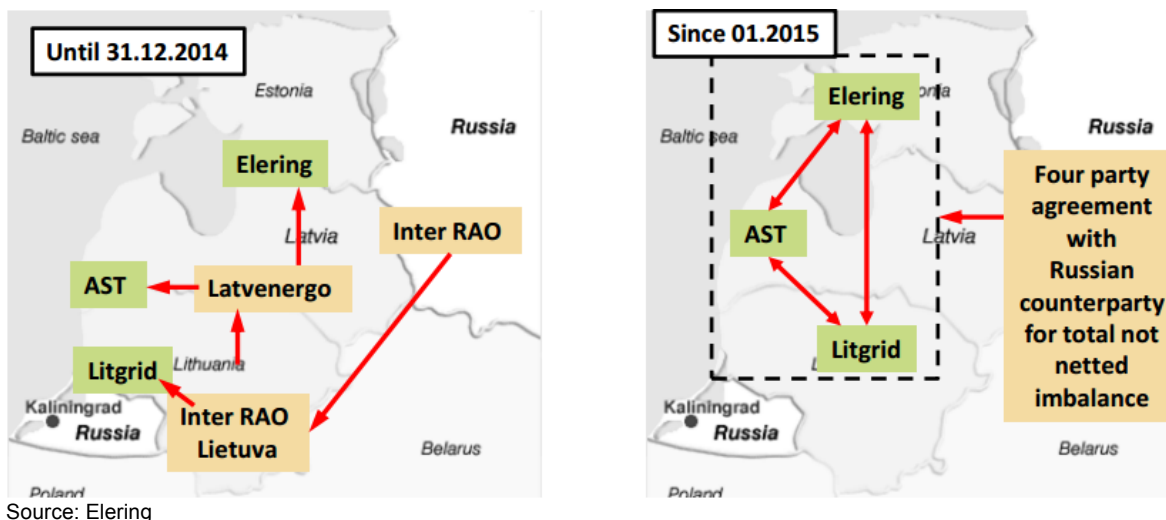 Until 31.12.2014
Estonia
Baltic sea
Russia
Elering
Latvia
Inter RAO
AST
Latvenergo
Lithuania
Litgrid
Kaliningrad
Russia
Inter RAO
Lietuva
Belarus
Poland
Since 01.2015
Elering
Baltic sea
Russia
Four party
agreement
with
Russian
counterparty
for total not
netted
imbalance
AST
Latvia
Litgrid
Kaliningrad
Russia
Belarus
Poland
Source: Elering